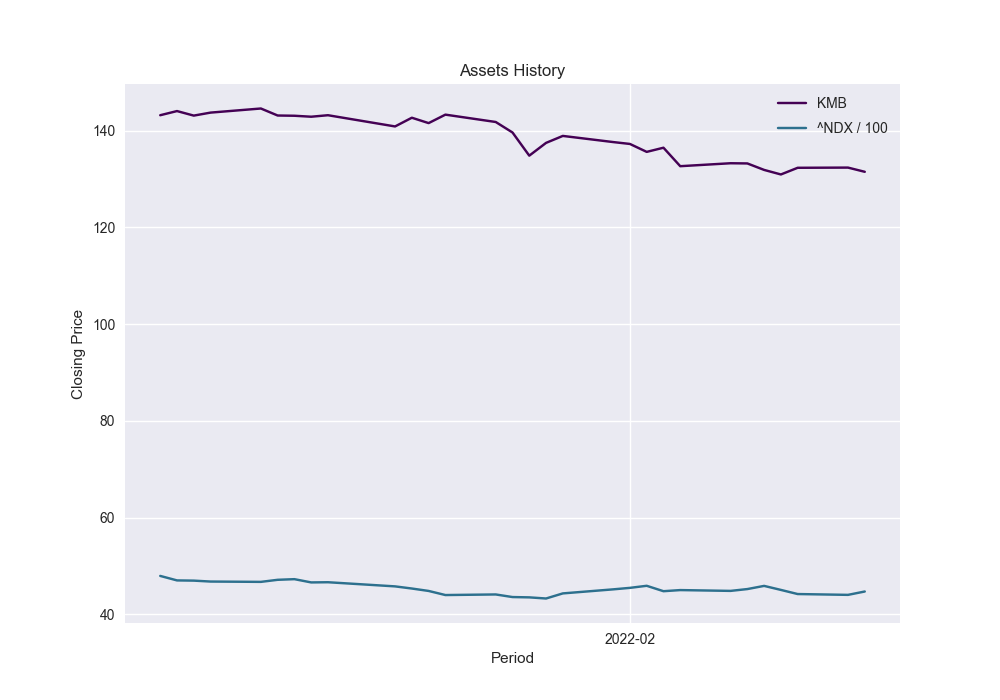 Assets History
KMB
^NDX / 100
140
120
100
80
60
40
Closing Price
2022-02
Period